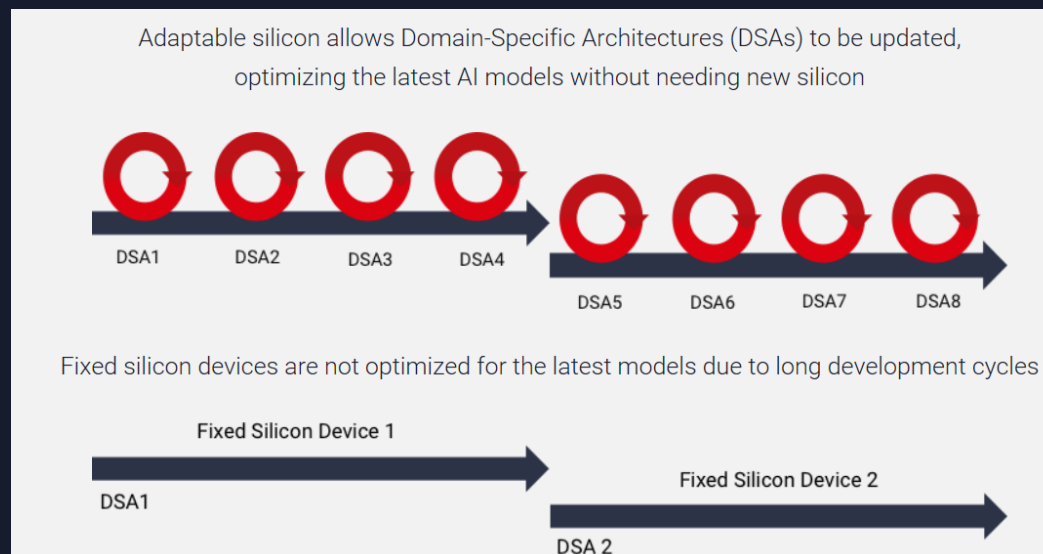 Adaptable silicon allows Domain-Specific Architectures (DSAs) to be updated,
optimizing the latest AI models without needing new silicon
DSA1 DSA2 DSA3 DSA4
DSA5 DSA6 DSA7 DSA8
Fixed silicon devices are not optimized for the latest models due to long development cycles
Fixed Silicon Device 1
DSA1
Fixed Silicon Device 2
DSA 2